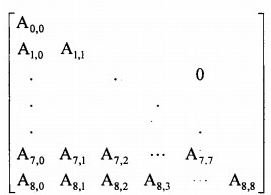 A0,0
A1,0 A1,1
. . 0
. .
. .
A7,0 A7,1 A7,2 ⋯ A7.7
A8,0 A8,1 A8,2 A8,3 ⋯ A8,8